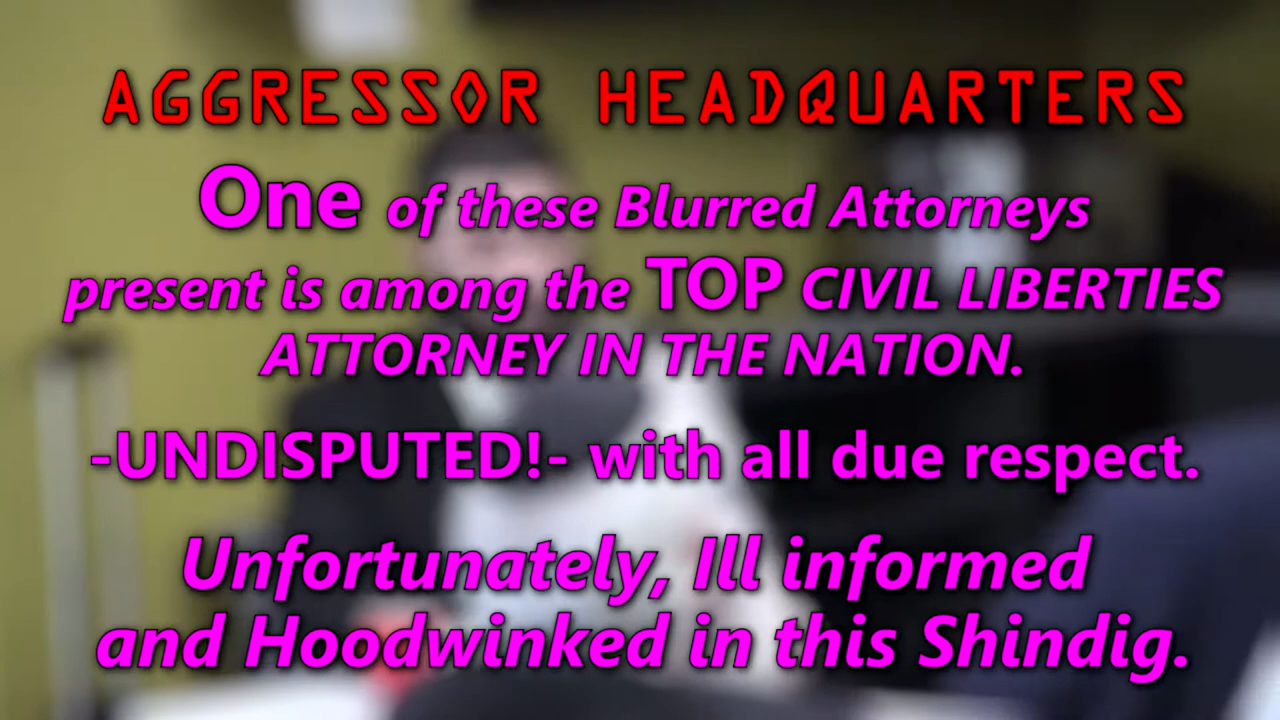 AGGRESSOR HEADQUARTERS
One of these Blurred Attorneys
present is among the TOP CIVIL LIBERTIES
ATTORNEY IN THE NATION.
-UNDISPUTED!- with all due respect.
Unfortunately, Ill informed
and Hoodwinked in this Shindig.